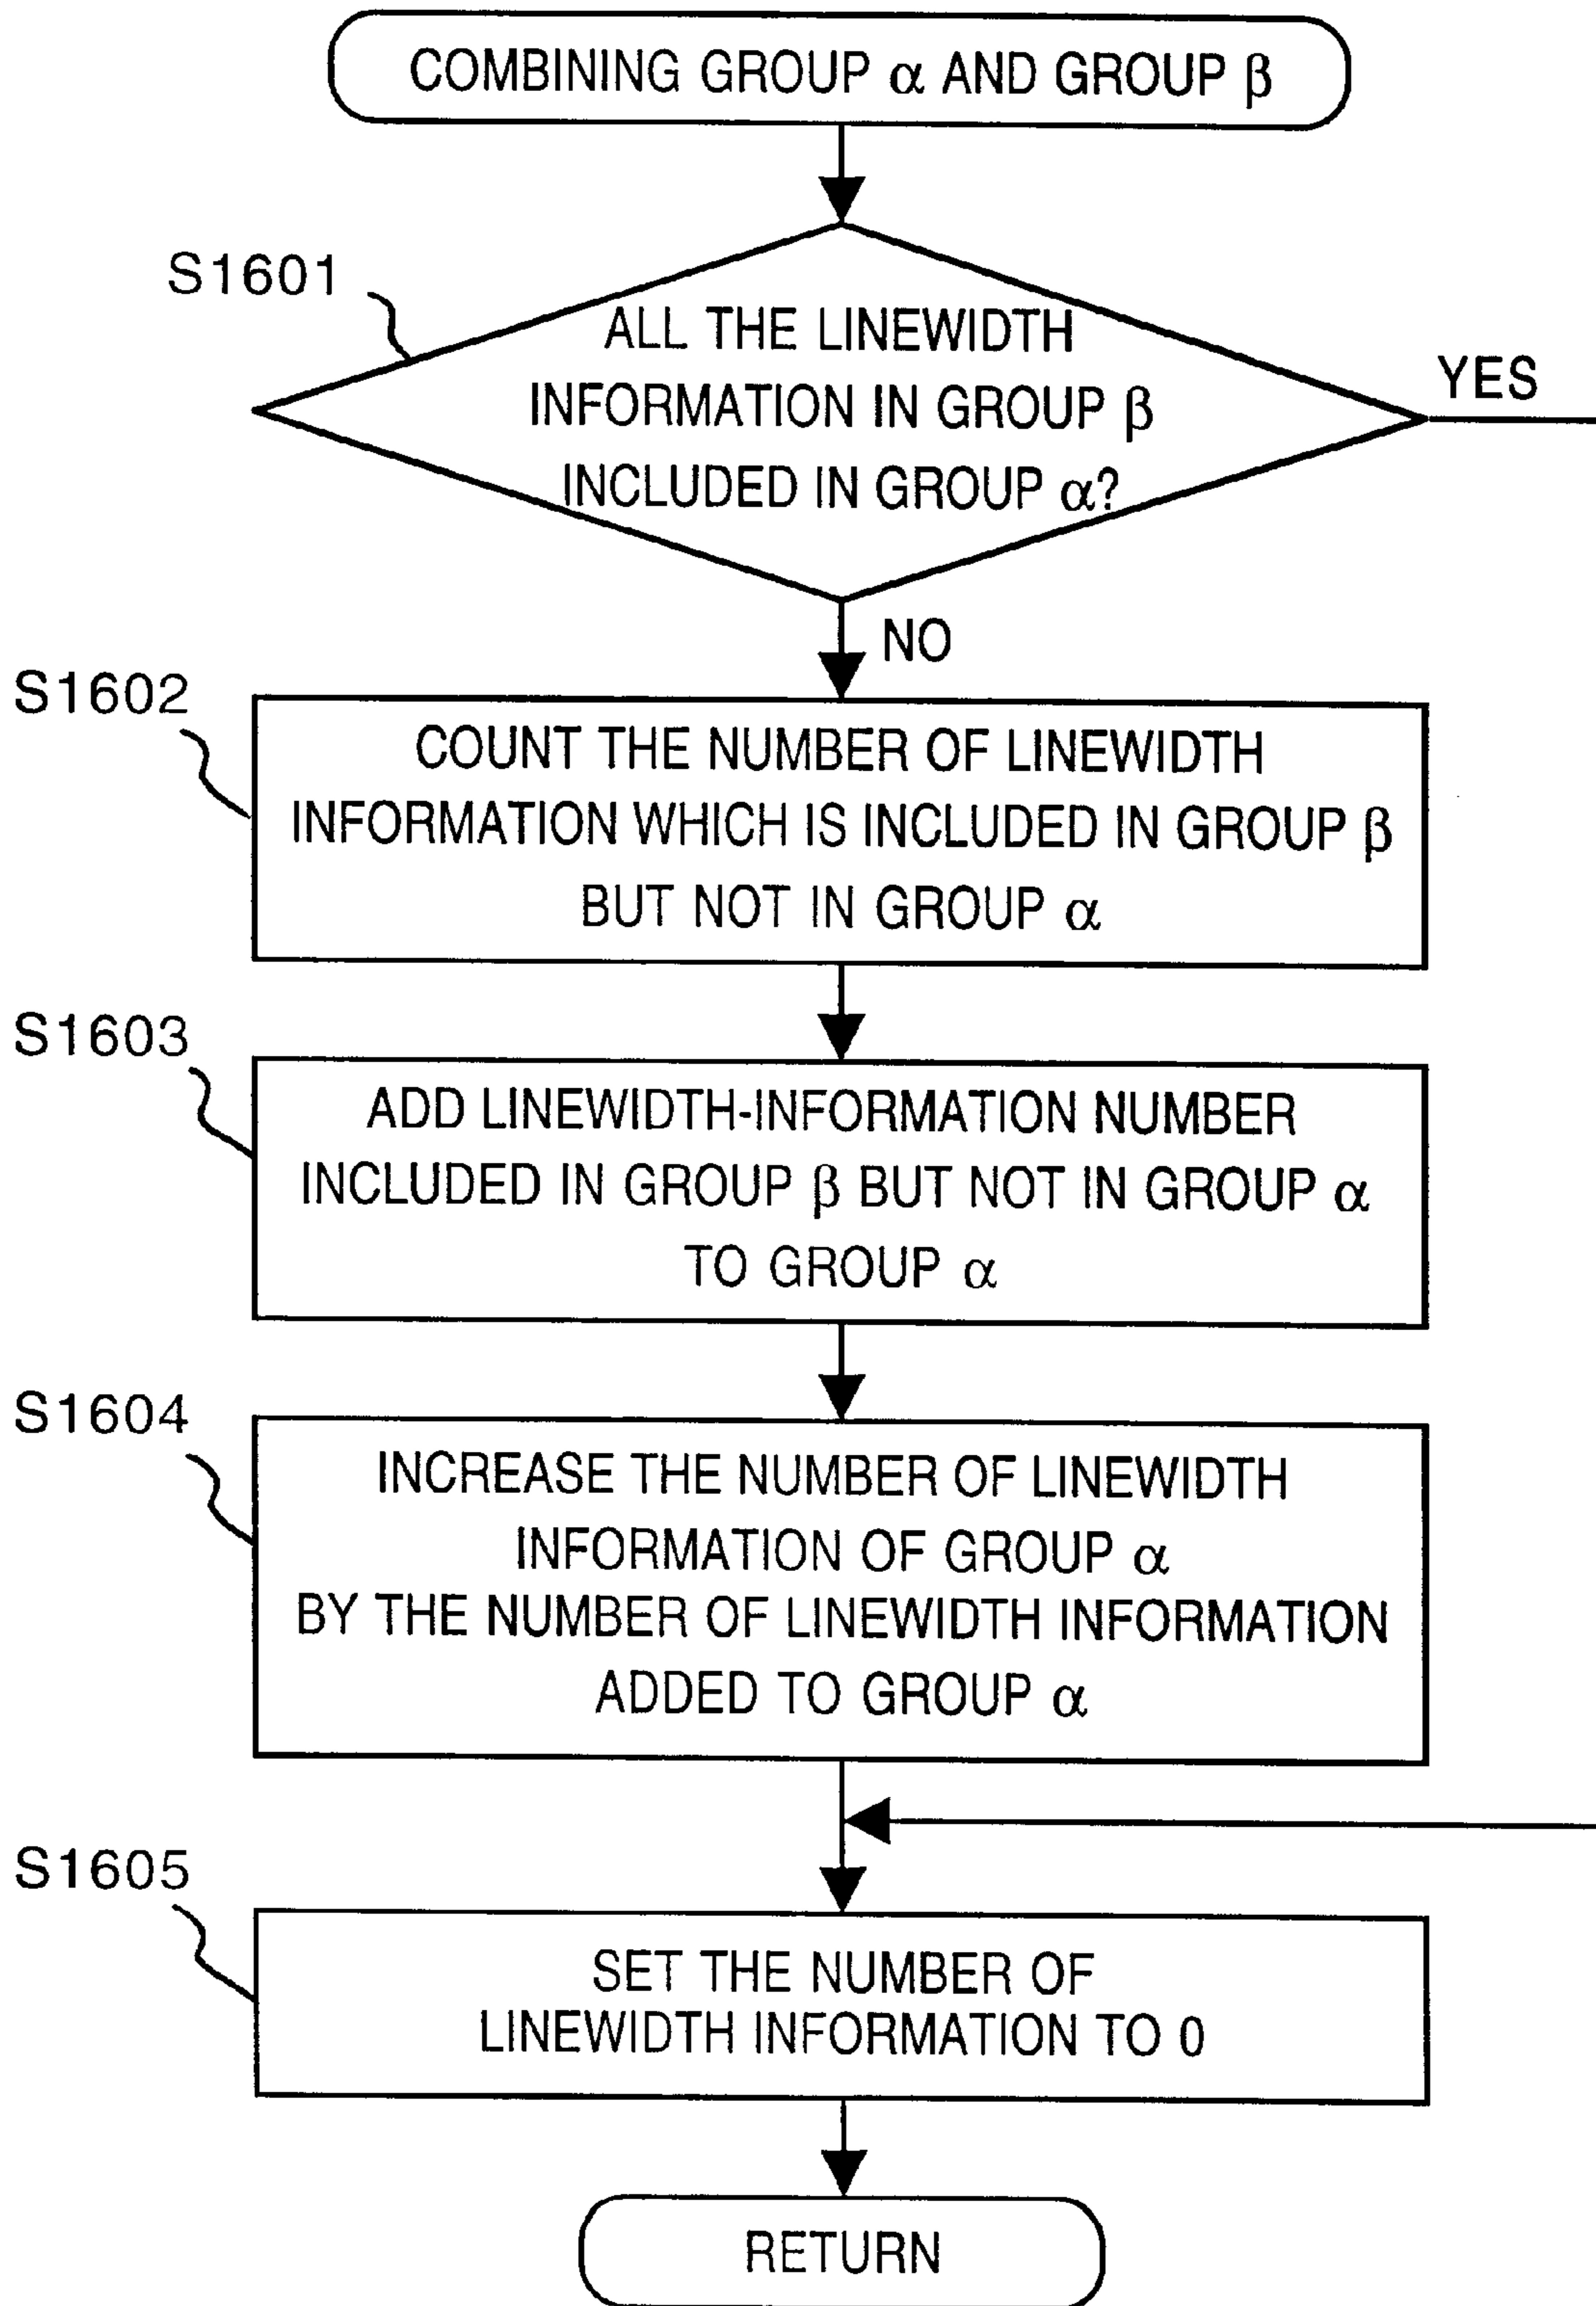 COMBINING GROUP α AND GROUP β
S1601
ALL THE LINEWIDTH
INFORMATION IN GROUP β
INCLUDED IN GROUP α?
YES
NO
S1602
COUNT THE NUMBER OF LINEWIDTH
INFORMATION WHICH IS INCLUDED IN GROUP β
BUT NOT IN GROUP α
S1603
ADD LINEWIDTH-INFORMATION NUMBER
INCLUDED IN GROUP β BUT NOT IN GROUP α
TO GROUP α
S1604
INCREASE THE NUMBER OF LINEWIDTH
INFORMATION OF GROUP α
BY THE NUMBER OF LINEWIDTH INFORMATION
ADDED TO GROUP α
S1605
SET THE NUMBER OF
LINEWIDTH INFORMATION TO 0
RETURN